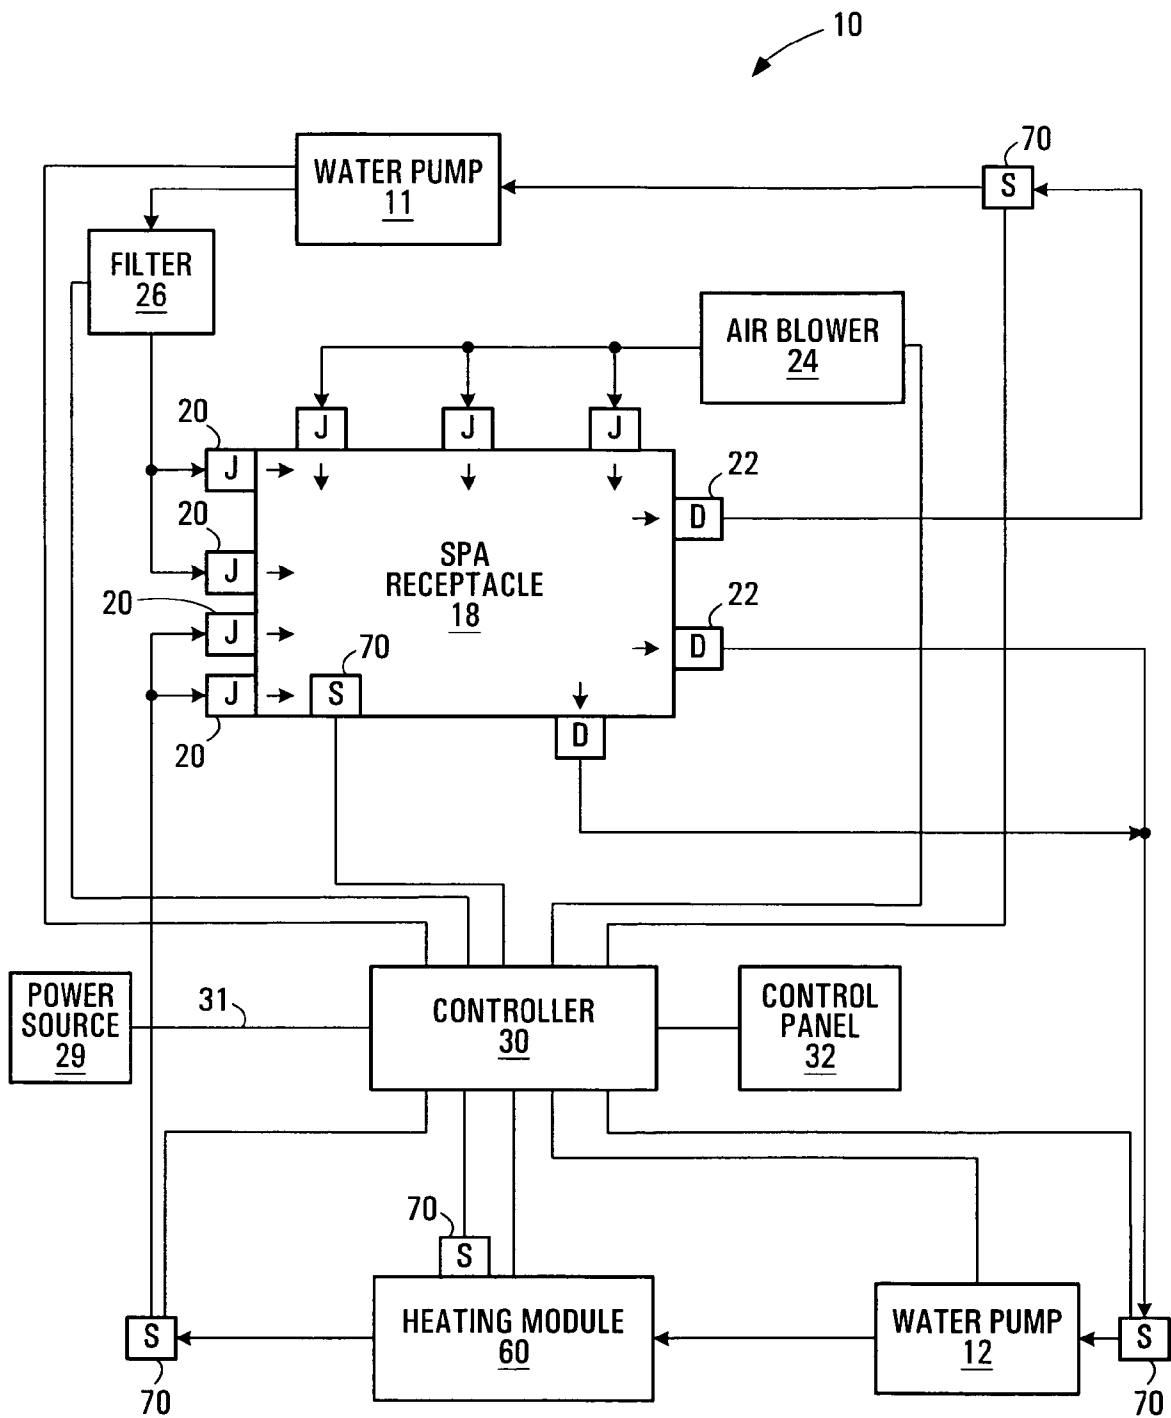 10
WATER PUMP
11
70
S
FILTER
26
AIR BLOWER
24
20
J
J
J
J
22
D
20
J
SPA
RECEPTACLE
18
20
J
22
D
70
S
J
20
D
POWER
SOURCE
29
31
CONTROLLER
30
CONTROL
PANEL
32
70
S
HEATING MODULE
60
WATER PUMP
12
S
70
S
70